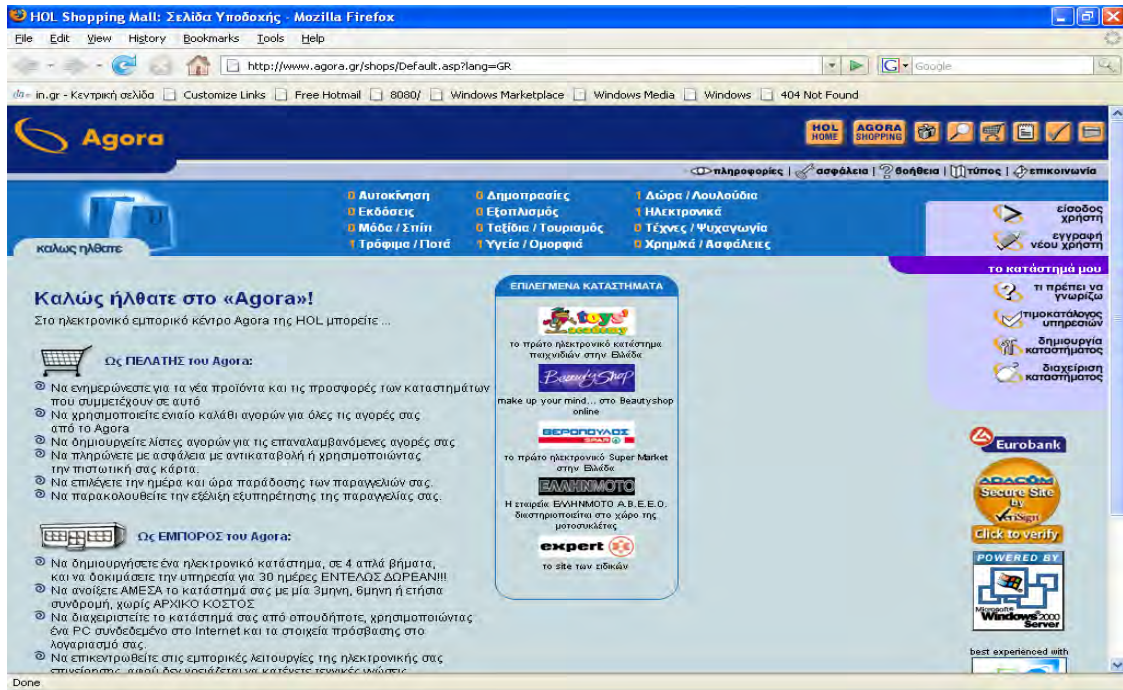 HOL Shopping Mall: Σελίδα Υποδοχής - Mozilla Firefox
File Edit View History Bookmarks Tools Help
http://www.agora.gr/shops/Default.asp?lang=GR
G Google
in.gr - Κεντρική σελίδα Customize Links Free Hotmail 8080/ Windows Marketplace Windows Media Windows 404 Not Found
Agora
HOL HOME
AGORA SHOPPING
πληροφορίες | ασφάλεια | βοήθεια | τύπος | επικοινωνία
Αυτοκίνηση Δημοπρασίες Δώρα / Λουλούδια
Εκδόσεις Εξοπλισμός Ηλεκτρονικά
Μόδα / Σπίτι Ταξίδια / Τουρισμός Τέχνες / Ψυχαγωγία
Τρόφιμα / Ποτά Υγεία / Ομορφιά Χρημ/κά / Ασφάλειες
καλως ηλθατε
είσοδος
χρήστη
εγγραφή
νέου χρήστη
το κατάστημά μου
τι πρέπει να
γνωρίζω
τιμοκατάλογος
υπηρεσιών
δημιουργία
καταστήματος
διαχείριση
καταστήματος
Καλώς ήλθατε στο «Agora»!
Στο ηλεκτρονικό εμπορικό κέντρο Agora της HOL μπορείτε ...
Ως ΠΕΛΑΤΗΣ του Agora:
Να ενημερώνεστε για τα νέα προϊόντα και τις προσφορές των καταστημάτων
που συμμετέχουν σε αυτό
Να χρησιμοποιείτε ενιαίο καλάθι αγορών για όλες τις αγορές σας
από το Agora
Να δημιουργείτε λίστες αγορών για τις επαναλαμβανόμενες αγορές σας
Να πληρώνετε με ασφάλεια με αντικαταβολή ή χρησιμοποιώντας
την πιστωτική σας κάρτα.
Να επιλέγετε την ημέρα και ώρα παράδοσης των παραγγελιών σας.
Να παρακολουθείτε την εξέλιξη εξυπηρέτησης της παραγγελίας σας.
Ως ΕΜΠΟΡΟΣ του Agora:
Να δημιουργήσετε ένα ηλεκτρονικό κατάστημα, σε 4 απλά βήματα,
και να δοκιμάσετε την υπηρεσία για 30 ημέρες ΕΝΤΕΛΩΣ ΔΩΡΕΑΝ!!!
Να ανοίξετε ΑΜΕΣΑ το κατάστημά σας με μία 3μηνη, 6μηνη ή ετήσια
συνδρομή, χωρίς ΑΡΧΙΚΟ ΚΟΣΤΟΣ
Να διαχειριστείτε το κατάστημά σας από οπουδήποτε, χρησιμοποιώντας
ένα PC συνδεδεμένο στο Internet και τα στοιχεία πρόσβασης στο
λογαριασμό σας.
Να επικεντρωθείτε στις εμπορικές λειτουργίες της ηλεκτρονικής σας
ΕΠΙΛΕΓΜΕΝΑ ΚΑΤΑΣΤΗΜΑΤΑ
toys' academy
το πρώτο ηλεκτρονικό κατάστημα
παιχνιδιών στην Ελλάδα
BeautyShop
make up your mind... στο Beautyshop
online
ΒΕΡΟΠΟΥΛΟΣ
SPAR
το πρώτο ηλεκτρονικό Super Market
στην Ελλάδα
ΕΛΛΗΝΜΟΤΟ
Η εταιρεία ΕΛΛΗΝΜΟΤΟ Α.Β.Ε.Ε.Ο.
διαστηριοποιείται στο χώρο της
μοτοσυκλέτας
expert
το site των ειδικών
Eurobank
ADACOM
Secure Site
by
VeriSign
Click to verify
POWERED BY
Microsoft
Windows 2000
Server
best experienced with
Done